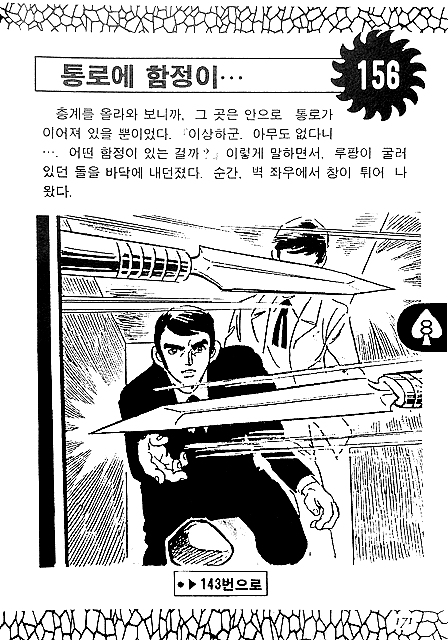 통로에 함정이…
156
층계를 올라와 보니까, 그 곳은 안으로 통로가
이어져 있을 뿐이었다. 『이상하군. 아무도 없다니
…. 어떤 함정이 있는 걸까?』 이렇게 말하면서, 루팡이 굴러
있던 돌을 바닥에 내던졌다. 순간, 벽 좌우에서 창이 튀어 나
왔다.
8
●▶143번으로
171